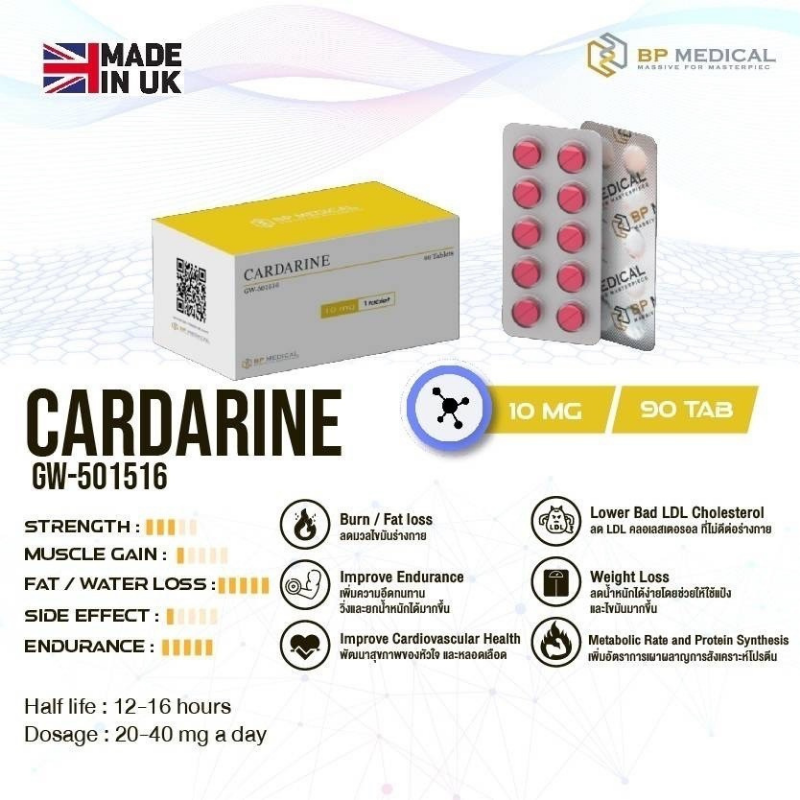 MADE
IN UK
BP MEDICAL
MASSIVE FOR MASTERPIEC
BP MEDICAL
CARDARINE
90 Tablets
GW-501516
10 mg
BP MEDICAL
EDICAL
EDICAL
CARDARINE
GW-501516
10 MG
90 TAB
STRENGTH :
MUSCLE GAIN :
FAT / WATER LOSS :
SIDE EFFECT :
ENDURANCE :
Burn / Fat loss
ลดมวลไขมันร่างกาย
Improve Endurance
เพิ่มความอึดทนทาน
วิ่งและยกน้ำหนักได้มากขึ้น
Improve Cardiovascular Health
พัฒนาสุขภาพของหัวใจ และหลอดเลือด
Lower Bad LDL Cholesterol
ลด LDL คลอเลสเตอรอล ที่ไม่ดีต่อร่างกาย
LDL
Weight Loss
ลดน้ำหนักได้ง่ายโดยช่วยให้ใช้แป้ง
และไขมันมากขึ้น
Metabolic Rate and Protein Synthesis
เพิ่มอัตราการเผาผลาญการสังเคราะห์โปรตีน
Half life : 12-16 hours
Dosage : 20-40 mg a day